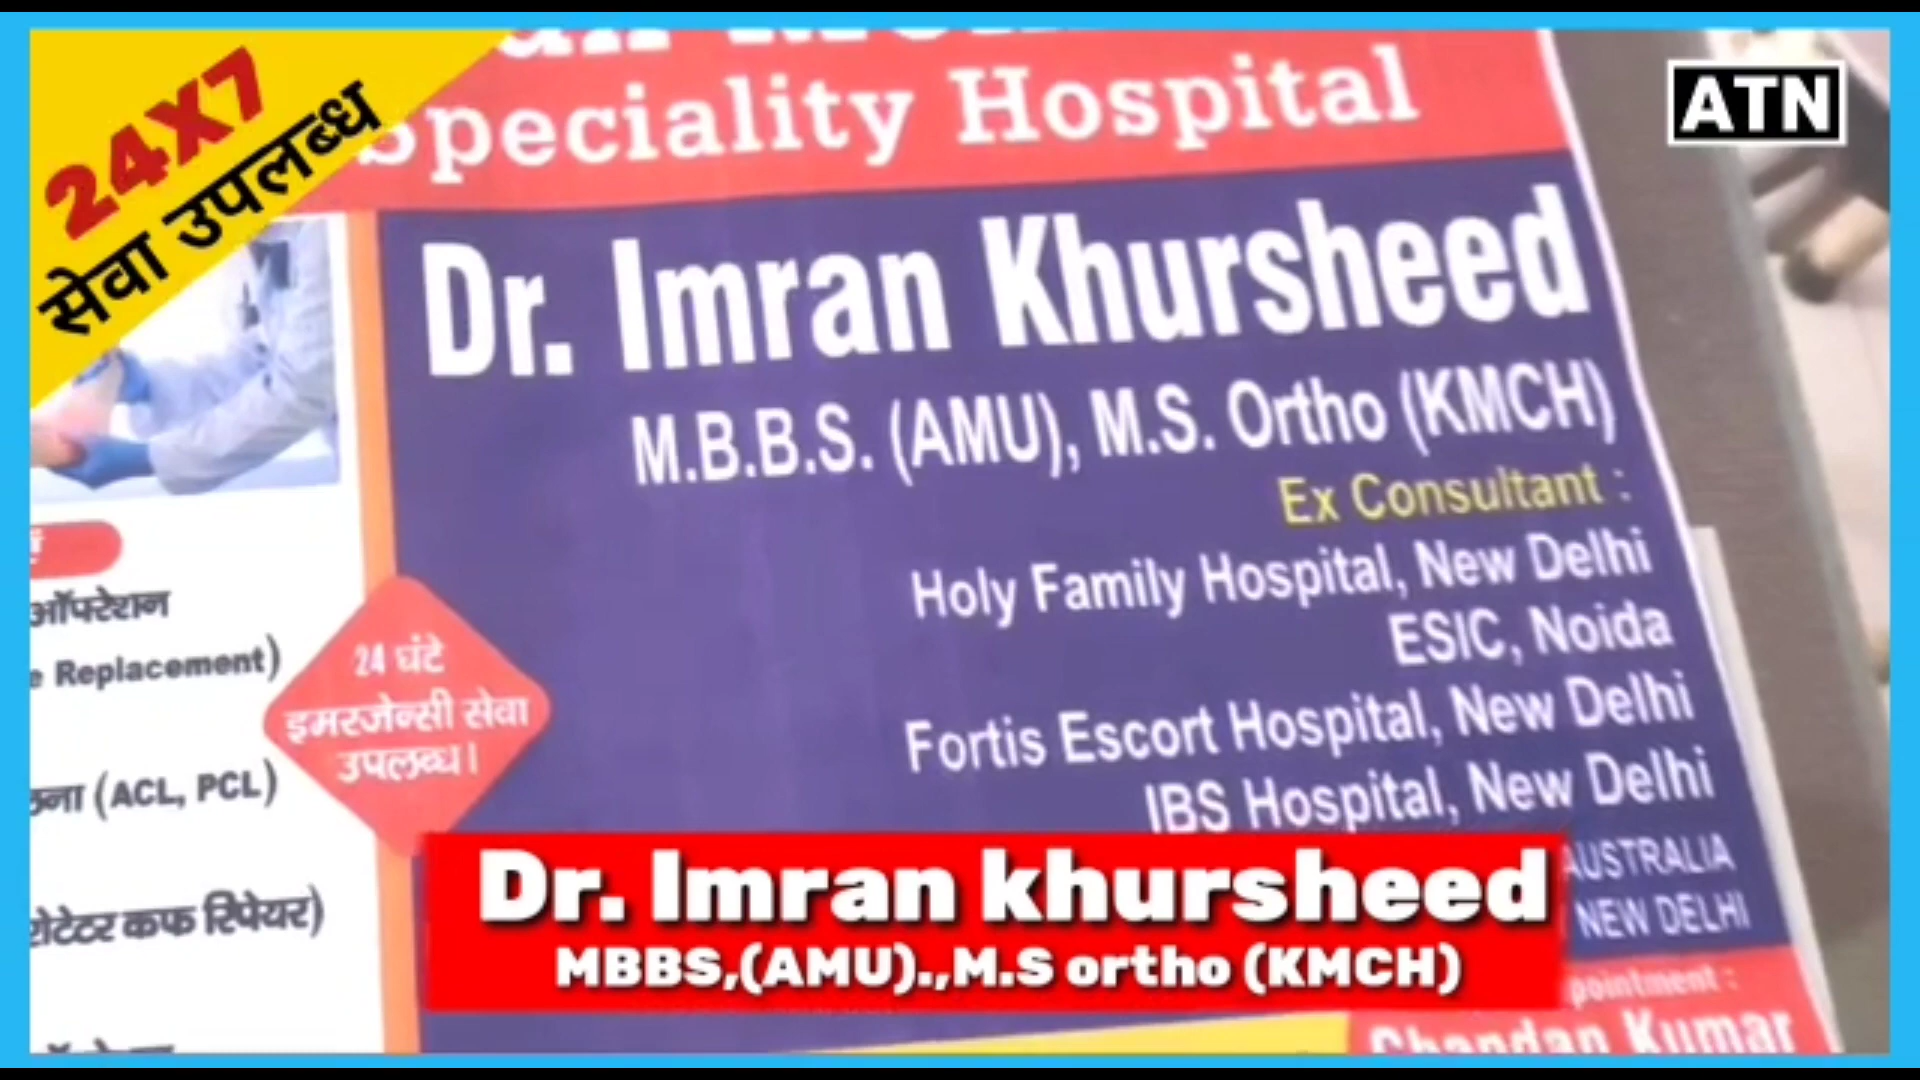 24X7
सेवा उपलब्ध
ATN
Speciality Hospital
Dr. Imran Khursheed
M.B.B.S. (AMU), M.S. Ortho (KMCH)
Ex Consultant :
Holy Family Hospital, New Delhi
ESIC, Noida
Fortis Escort Hospital, New Delhi
IBS Hospital, New Delhi
AUSTRALIA
NEW DELHI
ऑपरेशन
Replacement)
(ACL, PCL)
रोटेटर कफ रिपेयर)
24 घंटे
इमरजेन्सी सेवा
उपलब्ध।
Dr. Imran khursheed
MBBS,(AMU).,M.S ortho (KMCH)
Chandan Kumar